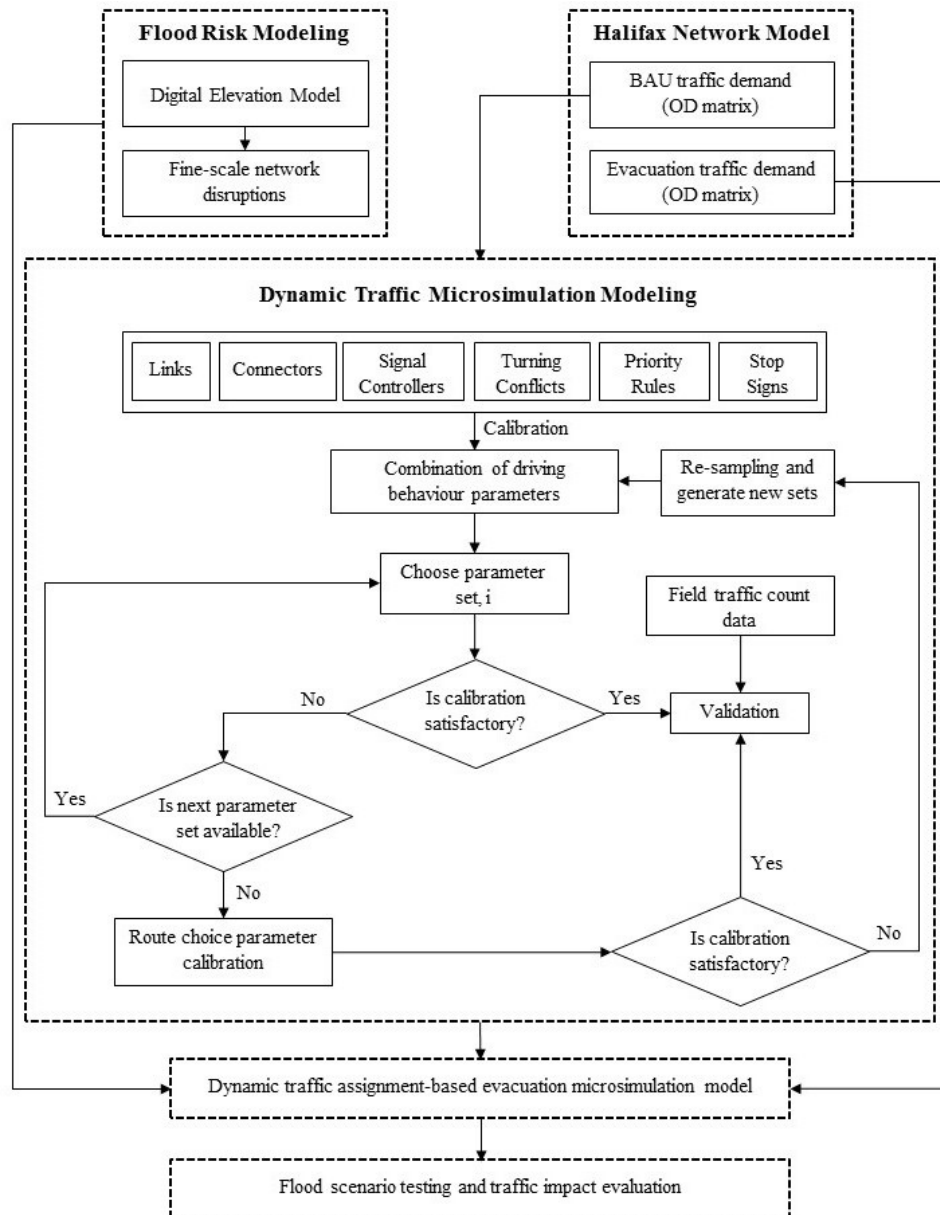 Flood Risk Modeling
Digital Elevation Model
Fine-scale network
disruptions
Halifax Network Model
BAU traffic demand
(OD matrix)
Evacuation traffic demand
(OD matrix)
Dynamic Traffic Microsimulation Modeling
Links
Connectors
Signal
Controllers
Turning
Conflicts
Priority
Rules
Stop
Signs
Calibration
Combination of driving
behaviour parameters
Re-sampling and
generate new sets
Choose parameter
set, i
Field traffic count
data
No
Is calibration
satisfactory?
Yes
Validation
Yes
Is next parameter
set available?
No
Yes
Route choice parameter
calibration
Is calibration
satisfactory?
No
Dynamic traffic assignment-based evacuation microsimulation model
Flood scenario testing and traffic impact evaluation